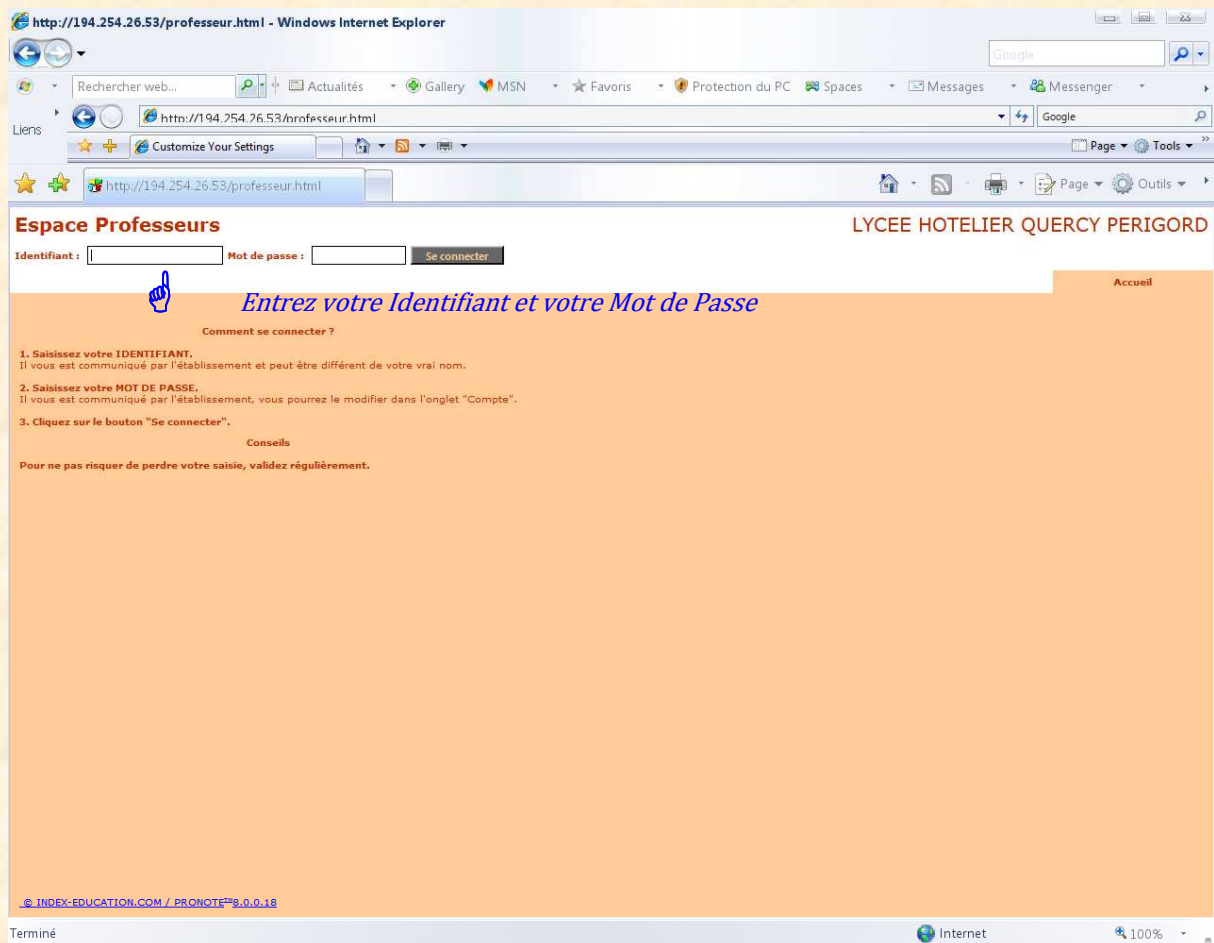 http://194.254.26.53/professeur.html - Windows Internet Explorer
Google
Rechercher web... Actualités Gallery MSN Favoris Protection du PC Spaces Messages Messenger
Liens http://194.254.26.53/professeur.html Google
Customize Your Settings Page Tools »
http://194.254.26.53/professeur.html Page Outils
Espace Professeurs LYCEE HOTELIER QUERCY PERIGORD
Identifiant : Mot de passe : Se connecter
Accueil
Entrez votre Identifiant et votre Mot de Passe
Comment se connecter ?
1. Saisissez votre IDENTIFIANT.
Il vous est communiqué par l'établissement et peut être différent de votre vrai nom.
2. Saisissez votre MOT DE PASSE.
Il vous est communiqué par l'établissement, vous pourrez le modifier dans l'onglet "Compte".
3. Cliquez sur le bouton "Se connecter".
Conseils
Pour ne pas risquer de perdre votre saisie, validez régulièrement.
© INDEX-EDUCATION.COM / PRONOTE™8.0.0.18
Terminé Internet 100%